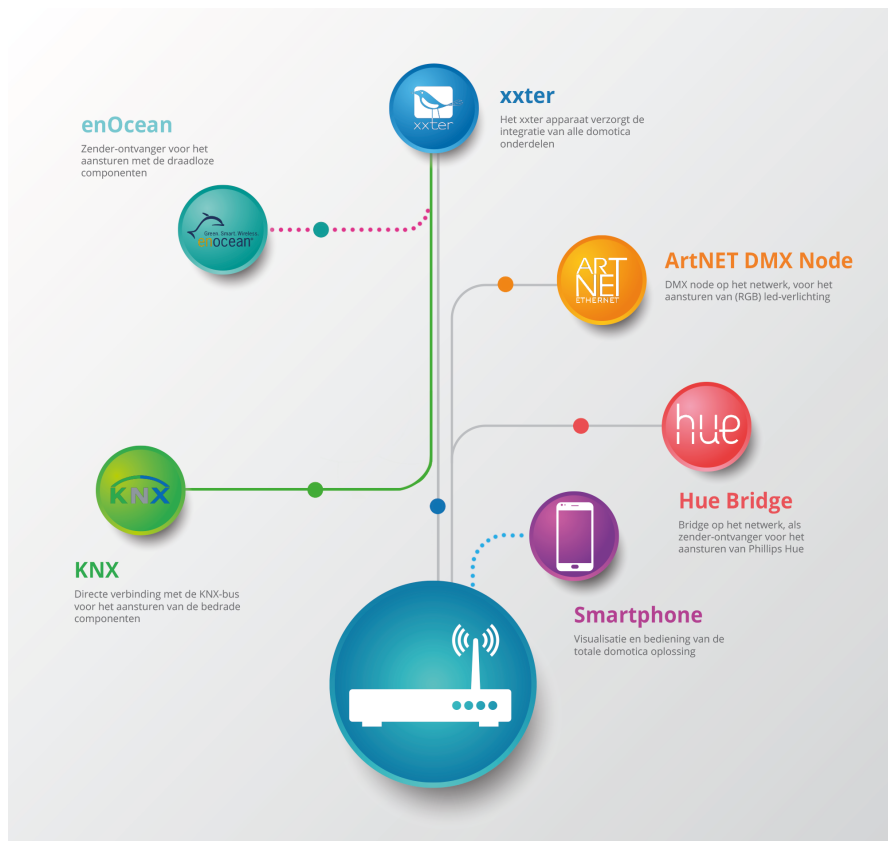 xxter
xxter
Het xxter apparaat verzorgt de
integratie van alle domotica
onderdelen
enOcean
Zender-ontvanger voor het
aansturen met de draadloze
componenten
Green. Smart. Wireless.
enocean®
ART
NET
ETHERNET
ArtNET DMX Node
DMX node op het netwerk, voor het
aansturen van (RGB) led-verlichting
hue
Hue Bridge
Bridge op het netwerk, als
zender-ontvanger voor het
aansturen van Phillips Hue
KNX
KNX
Directe verbinding met de KNX-bus
voor het aansturen van de bedrade
componenten
Smartphone
Visualisatie en bediening van de
totale domotica oplossing